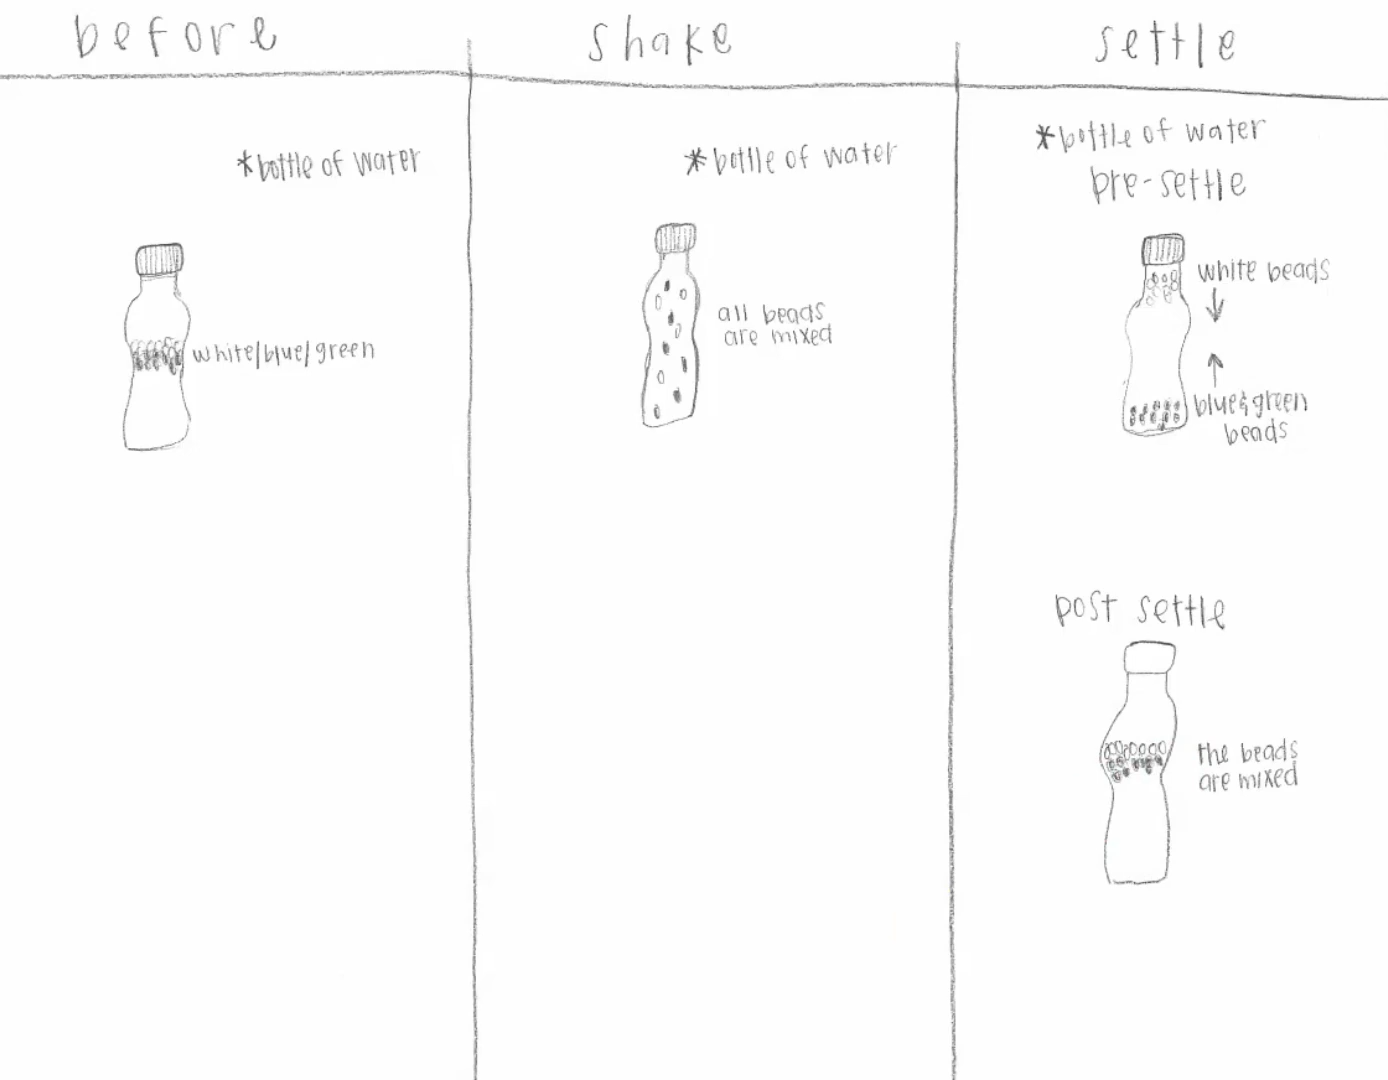 before
shake
settle
*bottle of water
white/blue/green
*bottle of water
all beads
are mixed
*bottle of water
pre-settle
white beads
blue & green
beads
post settle
the beads
are mixed